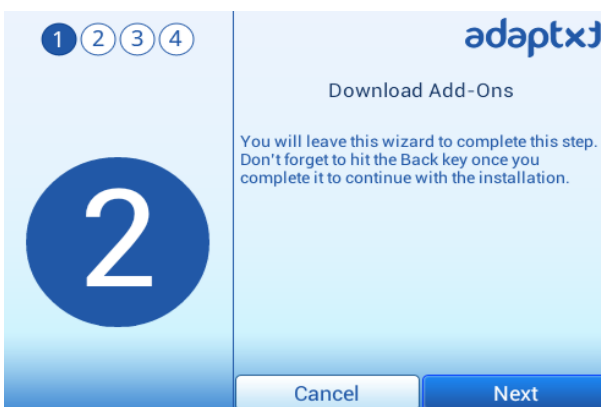 1 2 3 4
adaptxt
Download Add-Ons
You will leave this wizard to complete this step.
Don't forget to hit the Back key once you
complete it to continue with the installation.
2
Cancel
Next